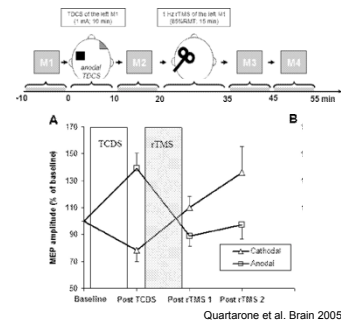 TDCS of the left M1
(1 mA; 10 min)
1 Hz rTMS of the left M1
(85%RMT, 15 min)
M1
anodal
TDCS
M2
M3
M4
-10
0
10
20
35
45
55 min
A
B
TCDS
rTMS
MEP amplitude (% of baseline)
170
150
130
110
90
70
50
Cathodal
Anodal
Baseline
Post TCDS
Post rTMS 1
Post rTMS 2
Quartarone et al. Brain 2005